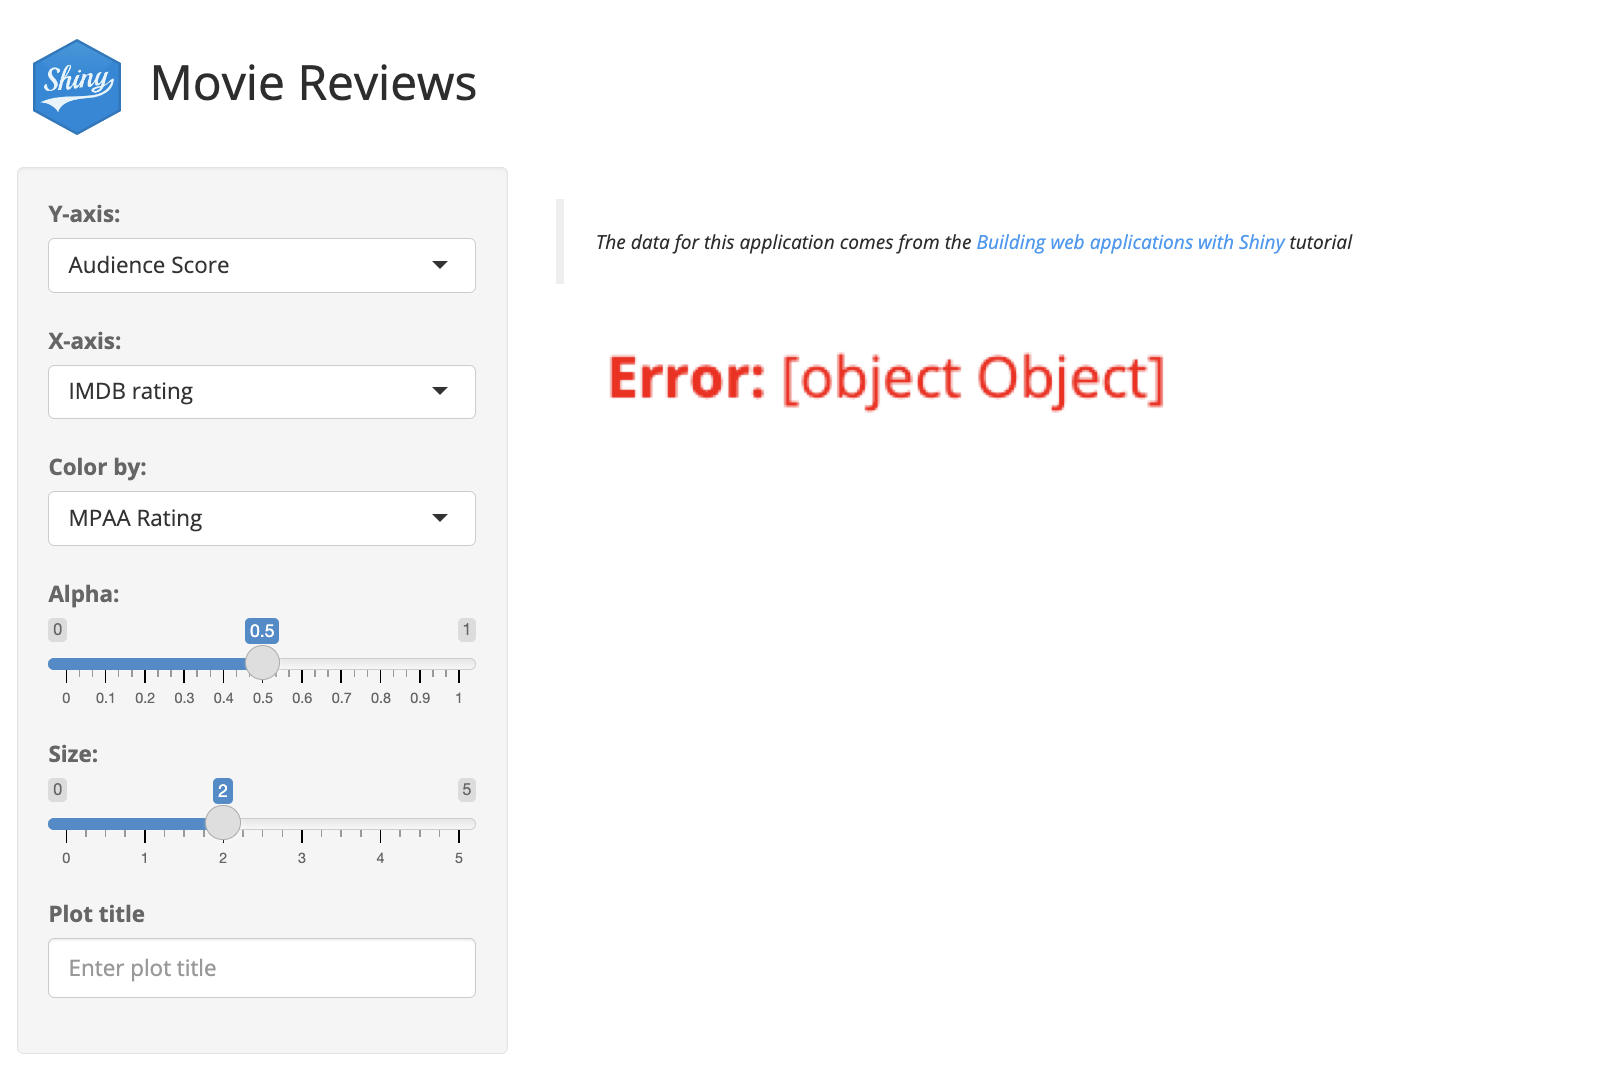 Shiny
Movie Reviews
Y-axis:
Audience Score
X-axis:
IMDB rating
Color by:
MPAA Rating
Alpha:
0 0.5 1
0 0.1 0.2 0.3 0.4 0.5 0.6 0.7 0.8 0.9 1
Size:
0 2 5
0 1 2 3 4 5
Plot title
Enter plot title
The data for this application comes from the Building web applications with Shiny tutorial
Error: [object Object]